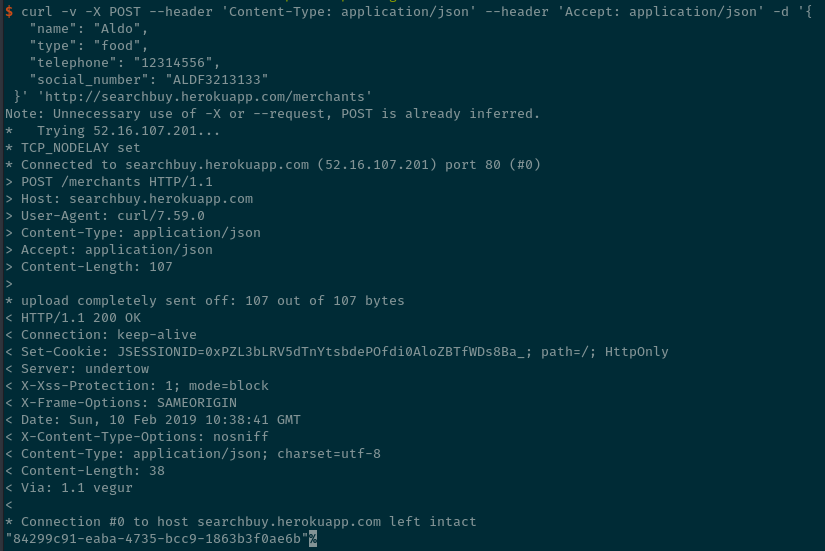 $ curl -v -X POST --header 'Content-Type: application/json' --header 'Accept: application/json' -d '{
   "name": "Aldo",
   "type": "food",
   "telephone": "12314556",
   "social_number": "ALDF3213133"
 }' 'http://searchbuy.herokuapp.com/merchants'
Note: Unnecessary use of -X or --request, POST is already inferred.
*   Trying 52.16.107.201...
* TCP_NODELAY set
* Connected to searchbuy.herokuapp.com (52.16.107.201) port 80 (#0)
> POST /merchants HTTP/1.1
> Host: searchbuy.herokuapp.com
> User-Agent: curl/7.59.0
> Content-Type: application/json
> Accept: application/json
> Content-Length: 107
>
* upload completely sent off: 107 out of 107 bytes
< HTTP/1.1 200 OK
< Connection: keep-alive
< Set-Cookie: JSESSIONID=0xPZL3bLRV5dTnYtsbdePOfdi0AloZBTfWDs8Ba_; path=/; HttpOnly
< Server: undertow
< X-Xss-Protection: 1; mode=block
< X-Frame-Options: SAMEORIGIN
< Date: Sun, 10 Feb 2019 10:38:41 GMT
< X-Content-Type-Options: nosniff
< Content-Type: application/json; charset=utf-8
< Content-Length: 38
< Via: 1.1 vegur
<
* Connection #0 to host searchbuy.herokuapp.com left intact
"84299c91-eaba-4735-bcc9-1863b3f0ae6b"%